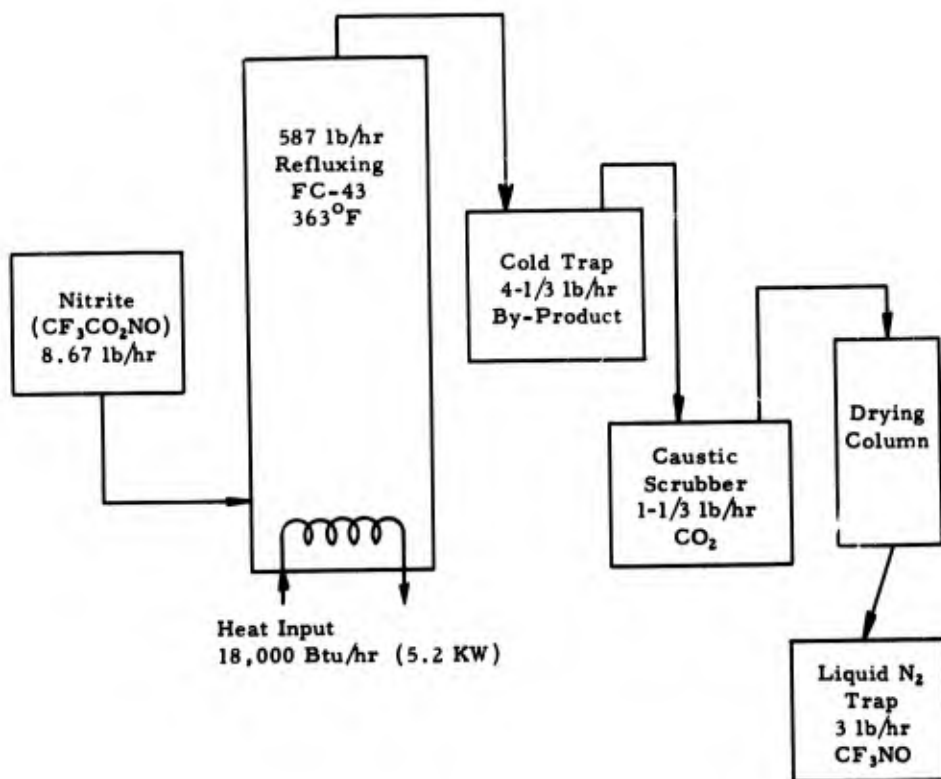 587 lb/hr
Refluxing
FC-43
363°F
Nitrite
(CF₃CO₂NO)
8.67 lb/hr
Cold Trap
4-1/3 lb/hr
By-Product
Caustic
Scrubber
1-1/3 lb/hr
CO₂
Drying
Column
Heat Input
18,000 Btu/hr (5.2 KW)
Liquid N₂
Trap
3 lb/hr
CF₃NO